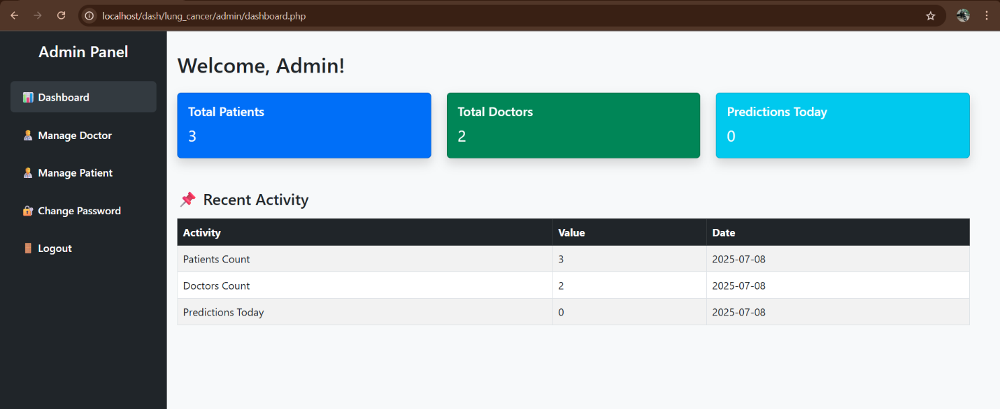 localhost/dash/lung_cancer/admin/dashboard.php
Admin Panel
Dashboard
Manage Doctor
Manage Patient
Change Password
Logout
Welcome, Admin!
Total Patients
3
Total Doctors
2
Predictions Today
0
Recent Activity
Activity Value Date
Patients Count 3 2025-07-08
Doctors Count 2 2025-07-08
Predictions Today 0 2025-07-08